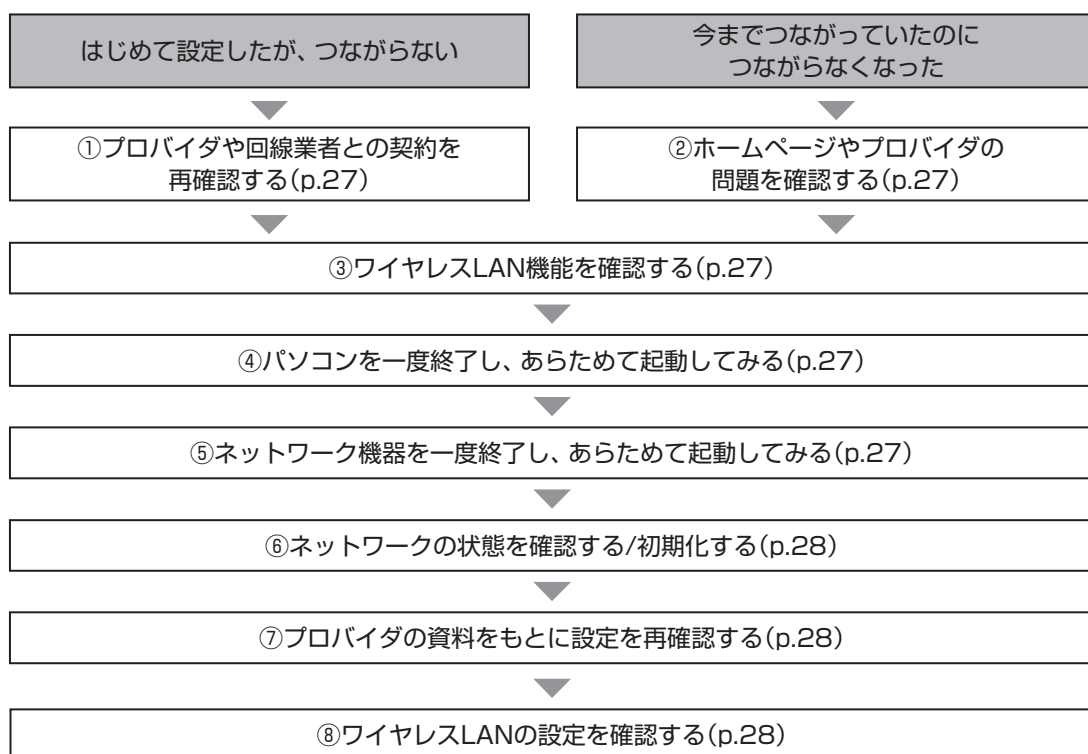 はじめて設定したが、つながらない
今までつながっていたのに
つながらなくなった
①プロバイダや回線業者との契約を
再確認する(p.27)
②ホームページやプロバイダの
問題を確認する(p.27)
③ワイヤレスLAN機能を確認する(p.27)
④パソコンを一度終了し、あらためて起動してみる(p.27)
⑤ネットワーク機器を一度終了し、あらためて起動してみる(p.27)
⑥ネットワークの状態を確認する/初期化する(p.28)
⑦プロバイダの資料をもとに設定を再確認する(p.28)
⑧ワイヤレスLANの設定を確認する(p.28)